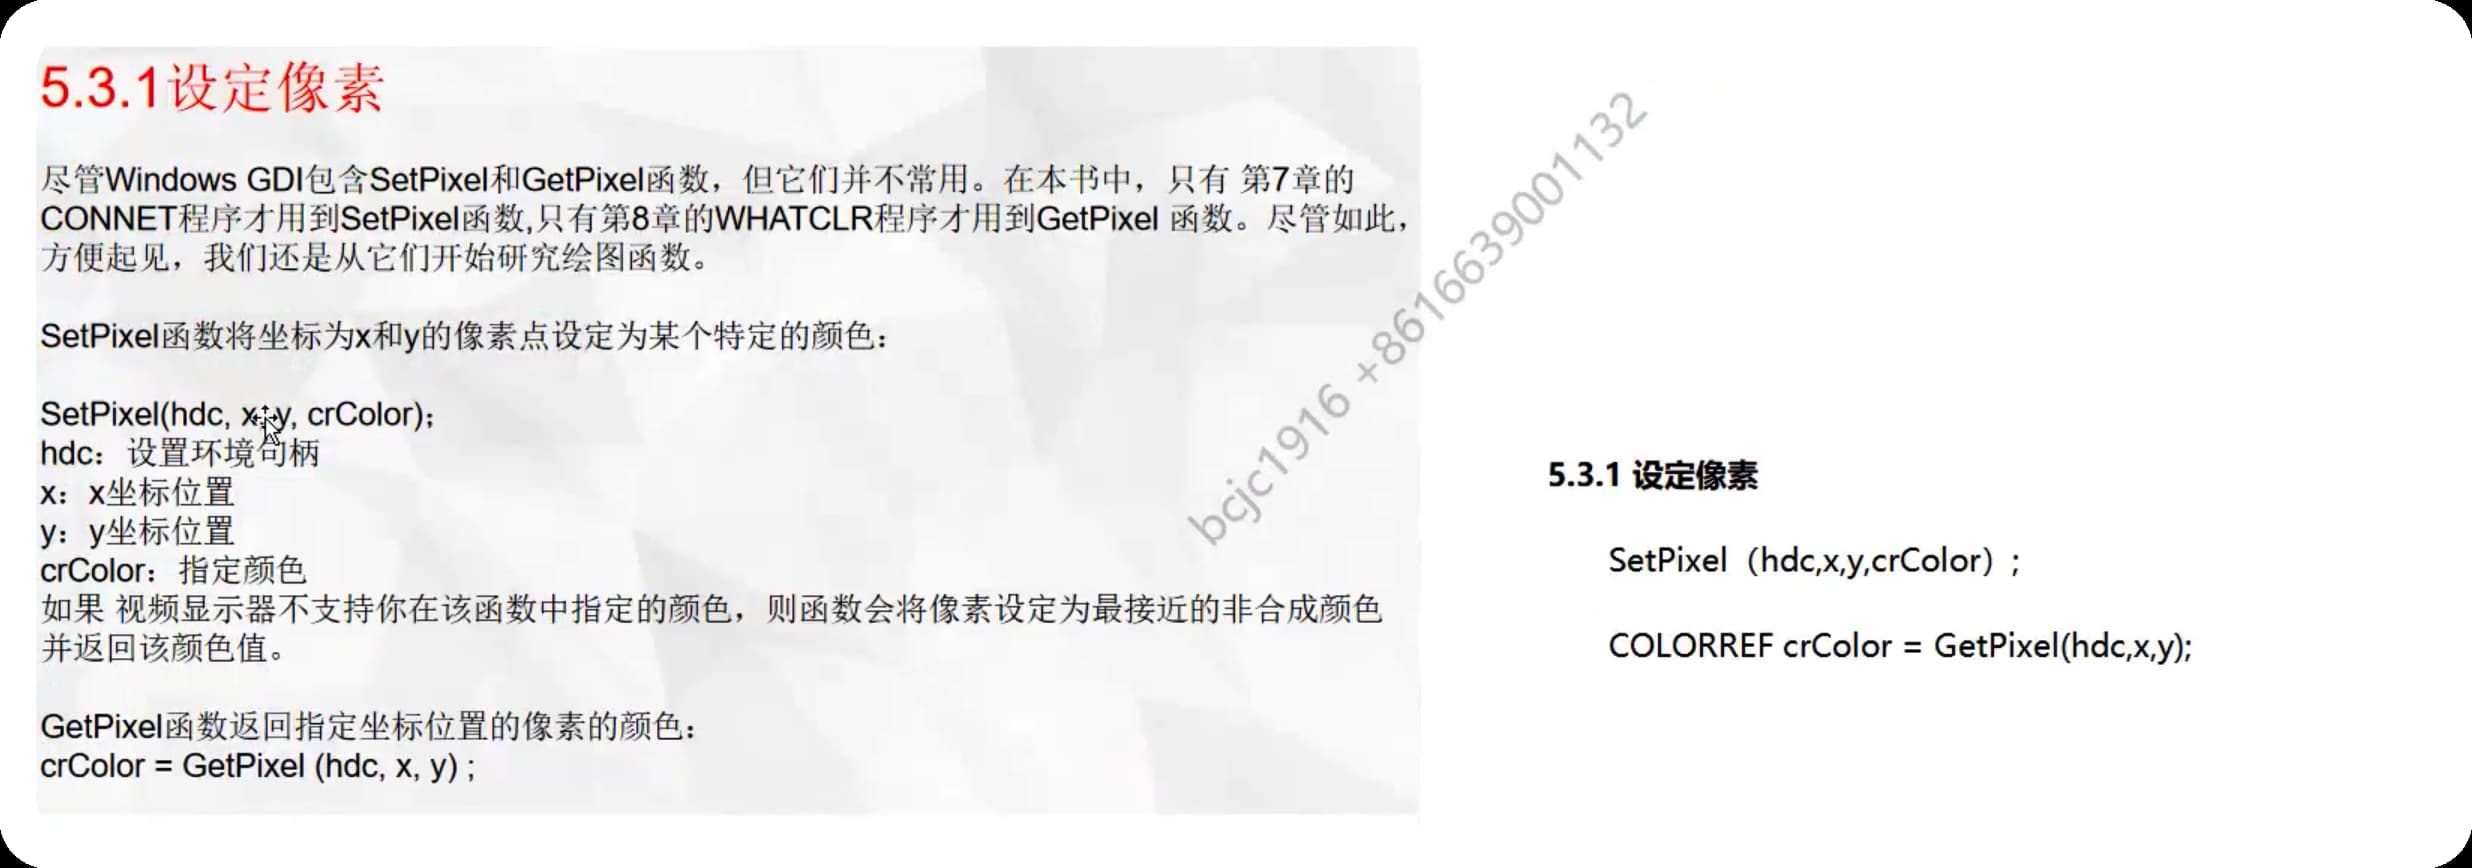 5.3.1设定像素
尽管Windows GDI包含SetPixel和GetPixel函数，但它们并不常用。在本书中，只有 第7章的
CONNET程序才用到SetPixel函数,只有第8章的WHATCLR程序才用到GetPixel 函数。尽管如此，
方便起见，我们还是从它们开始研究绘图函数。
SetPixel函数将坐标为x和y的像素点设定为某个特定的颜色：
SetPixel(hdc, x, y, crColor)；
hdc：设置环境句柄
x：x坐标位置
y：y坐标位置
crColor：指定颜色
如果 视频显示器不支持你在该函数中指定的颜色，则函数会将像素设定为最接近的非合成颜色
并返回该颜色值。
GetPixel函数返回指定坐标位置的像素的颜色：
crColor = GetPixel (hdc, x, y) ;
bcjc1916 +8616639001132
5.3.1 设定像素
SetPixel（hdc,x,y,crColor）;
COLORREF crColor = GetPixel(hdc,x,y);